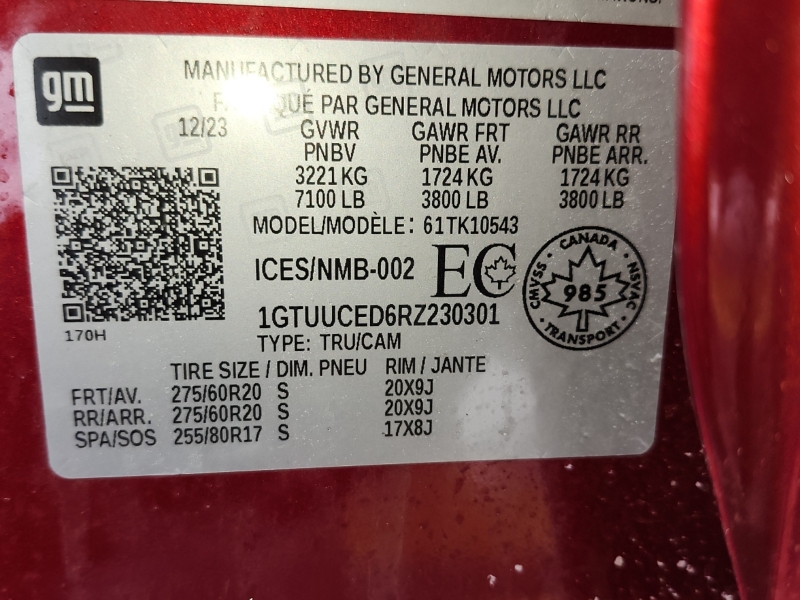 gm
MANUFACTURED BY GENERAL MOTORS LLC
PAR GENERAL MOTORS LLC
12/23
GVWR GAWR FRT GAWR RR
PNBV PNBE AV. PNBE ARR.
3221 KG 1724 KG 1724 KG
7100 LB 3800 LB 3800 LB
MODEL/MODÈLE: 61TK10543
ICES/NMB-002 EC
CANADA
CMVSS NSVAC
985
TRANSPORT
1GTUUCED6RZ230301
170H
TYPE: TRU/CAM
TIRE SIZE / DIM. PNEU RIM / JANTE
FRT/AV. 275/60R20 S 20X9J
RR/ARR. 275/60R20 S 20X9J
SPA/SOS 255/80R17 S 17X8J